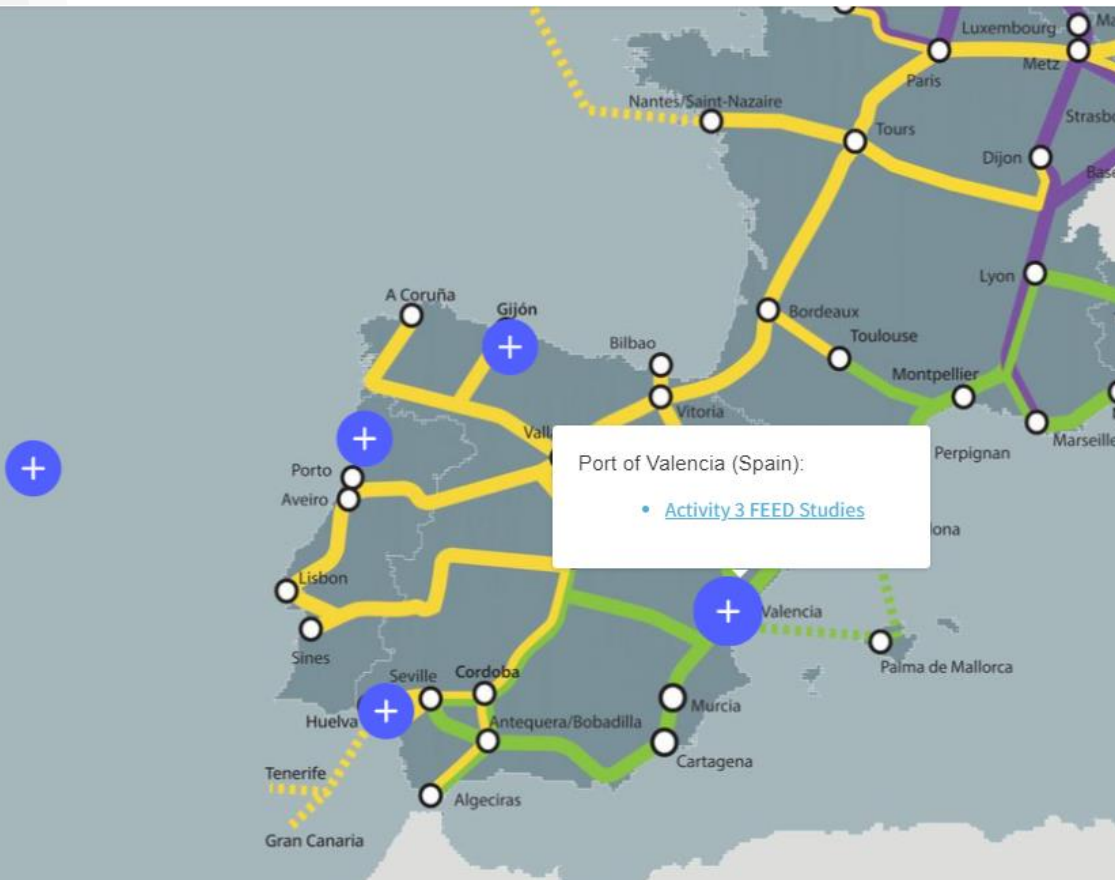 Luxembourg
Metz
Paris
Nantes/Saint-Nazaire
Tours
Dijon
Lyon
A Coruña
Gijón
Bilbao
Bordeaux
Toulouse
Montpellier
Vitoria
Marseille
Perpignan
Porto
Aveiro
Port of Valencia (Spain):
Activity 3 FEED Studies
Lisbon
Sines
Valencia
Palma de Mallorca
Seville
Cordoba
Huelva
Antequera/Bobadilla
Murcia
Cartagena
Tenerife
Algeciras
Gran Canaria